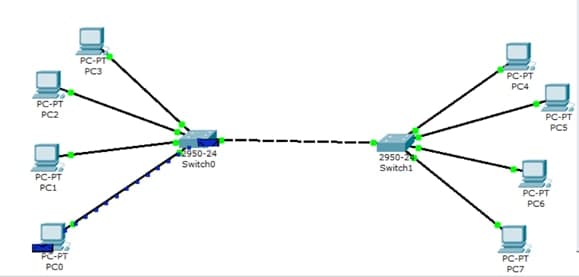 PC-PT
PC3
PC-PT
PC2
PC-PT
PC1
PC-PT
PC0
2950-24
Switch0
2950-24
Switch1
PC-PT
PC4
PC-PT
PC5
PC-PT
PC6
PC-PT
PC7